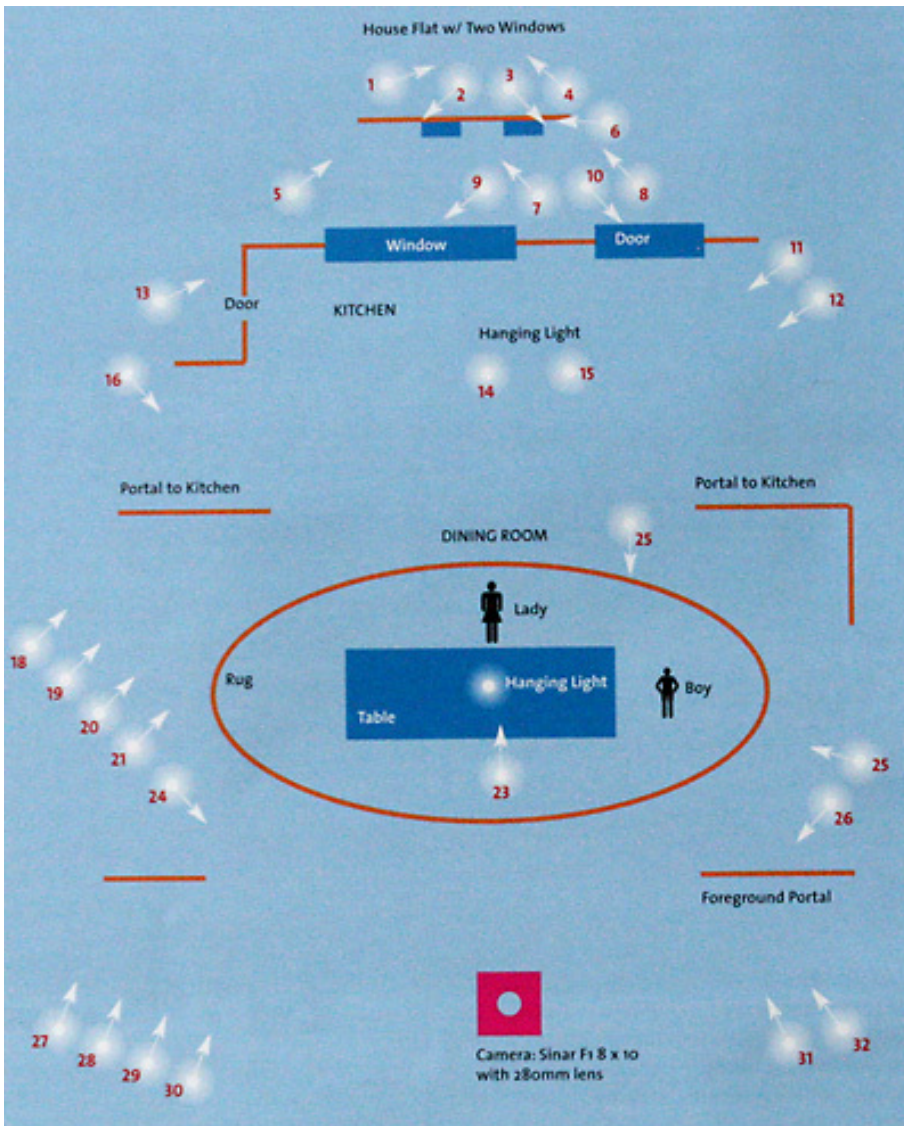 House Flat w/ Two Windows
1
2
3
4
6
5
9
7
10
8
Window
Door
11
13
Door
KITCHEN
12
Hanging Light
16
14
15
Portal to Kitchen
Portal to Kitchen
DINING ROOM
25
Lady
18
19
Rug
Hanging Light
Boy
20
Table
21
24
23
25
26
Foreground Portal
27
28
29
30
Camera: Sinar F1 8 x 10
with 280mm lens
31
32